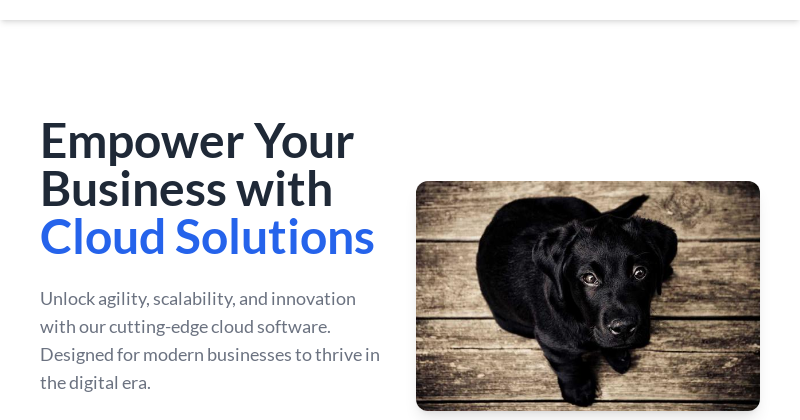 Empower Your
Business with
Cloud Solutions
Unlock agility, scalability, and innovation
with our cutting-edge cloud software.
Designed for modern businesses to thrive in
the digital era.